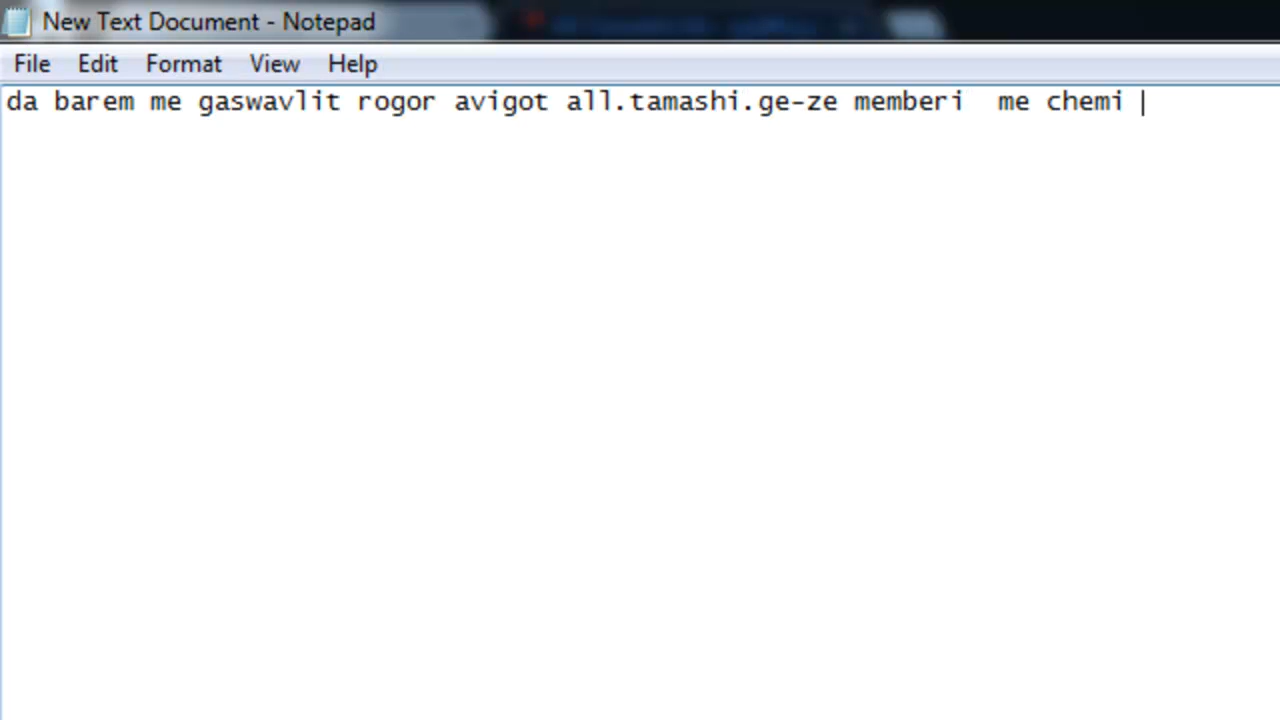 New Text Document - Notepad
File Edit Format View Help
da barem me gaswavlit rogor avigot all.tamashi.ge-ze memberi  me chemi